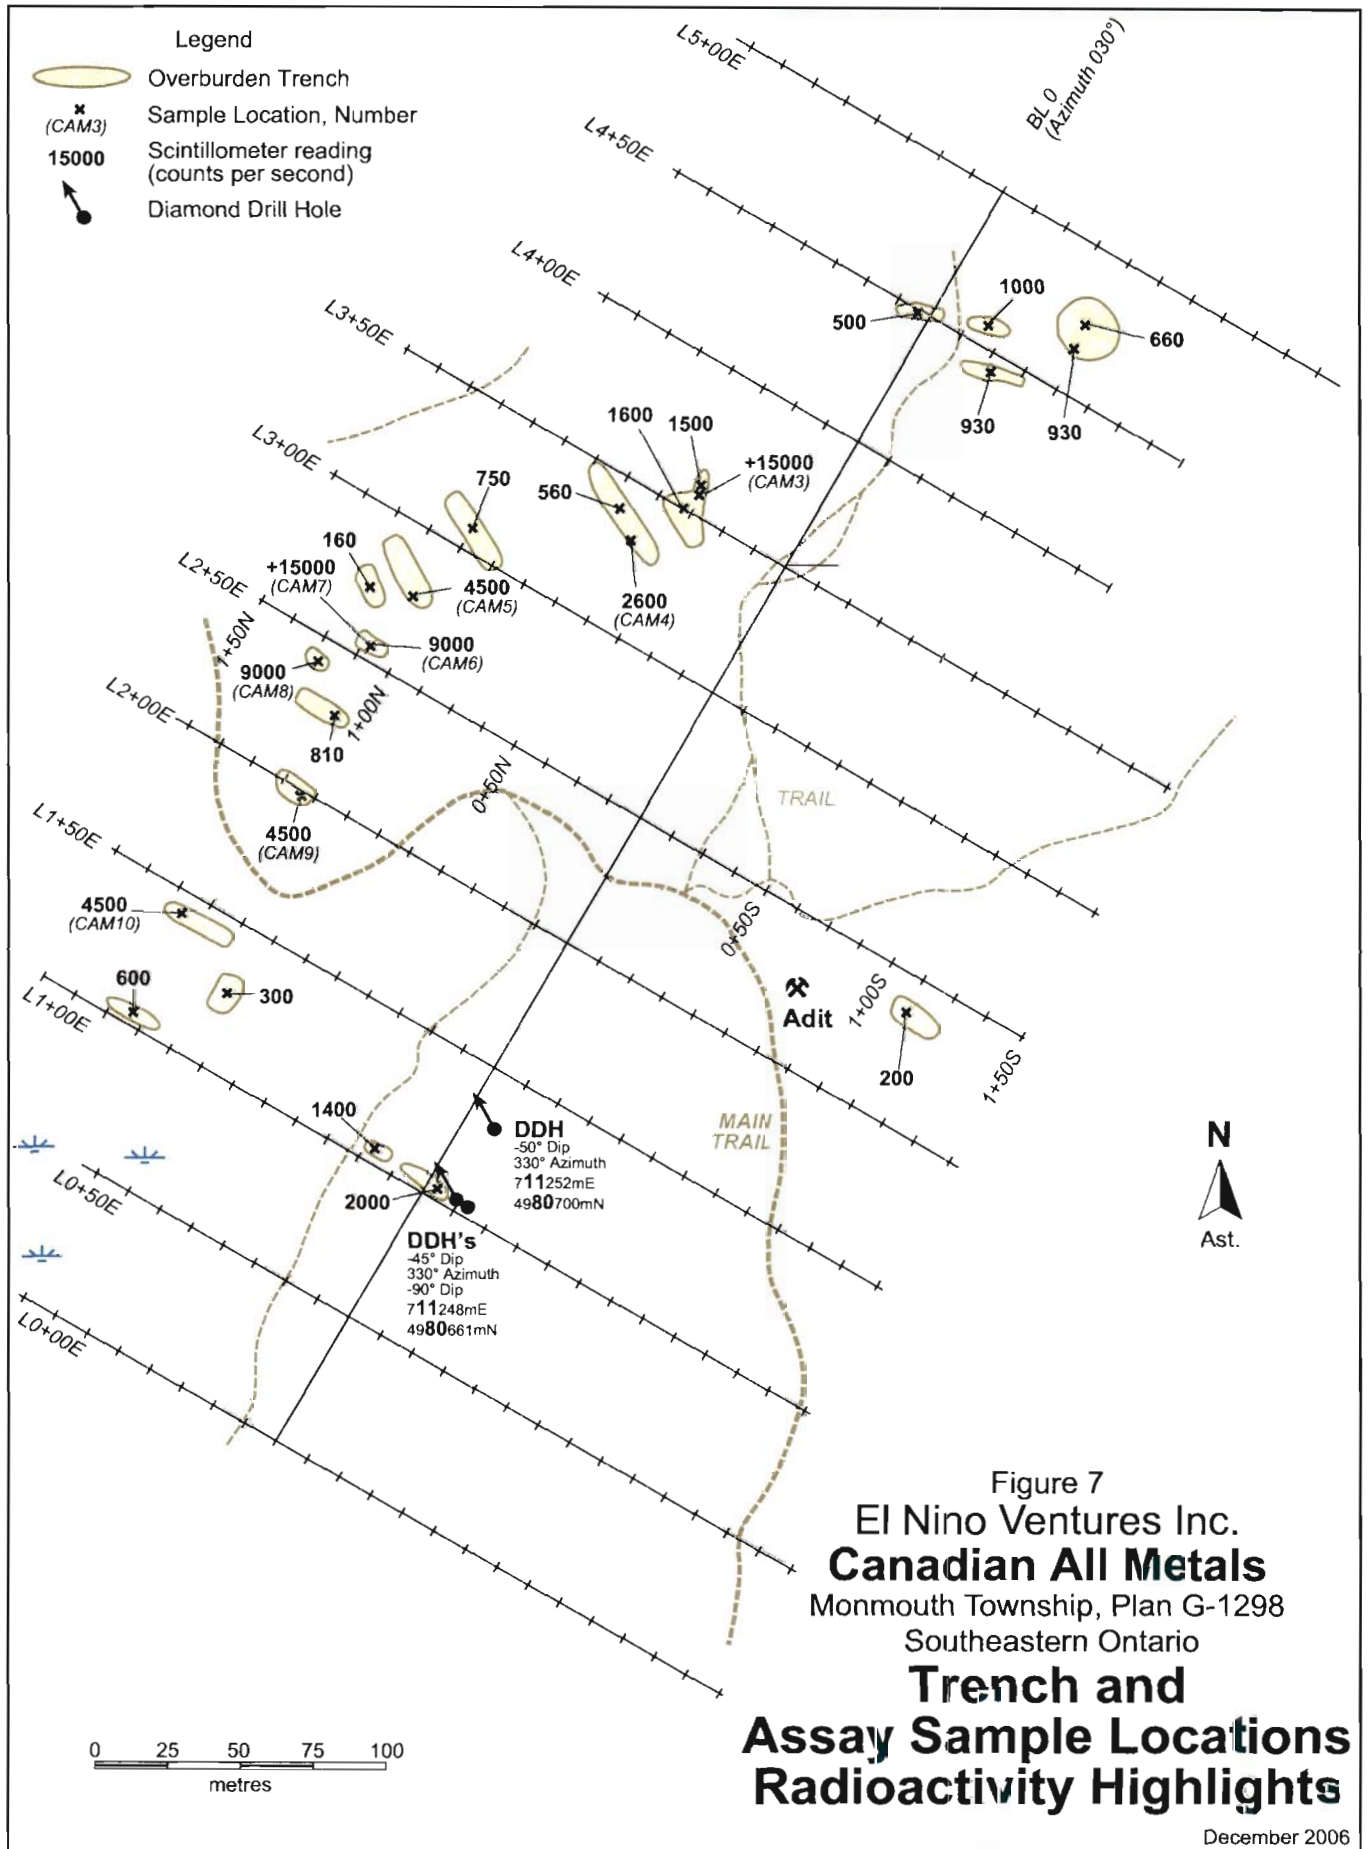 Legend
Overburden Trench
(CAM3)
Sample Location, Number
15000
Scintillometer reading
(counts per second)
Diamond Drill Hole
L5+00E
BL 0
(Azimuth 030°)
L4+50E
L4+00E
L3+50E
L3+00E
L2+50E
L2+00E
L1+50E
L1+00E
L0+50E
L0+00E
500
1000
660
930
930
1600
1500
+15000
(CAM3)
560
2600
(CAM4)
750
160
4500
(CAM5)
+15000
(CAM7)
9000
(CAM6)
9000
(CAM8)
810
1+50N
1+00N
0+50N
4500
(CAM9)
TRAIL
4500
(CAM10)
600
300
0+50S
Adit
1+00S
200
1+50S
MAIN
TRAIL
1400
2000
DDH
-50° Dip
330° Azimuth
711252mE
4980700mN
DDH's
-45° Dip
330° Azimuth
-90° Dip
711248mE
4980661mN
N
Ast.
Figure 7
El Nino Ventures Inc.
Canadian All Metals
Monmouth Township, Plan G-1298
Southeastern Ontario
Trench and
Assay Sample Locations
Radioactivity Highlights
December 2006
0 25 50 75 100
metres